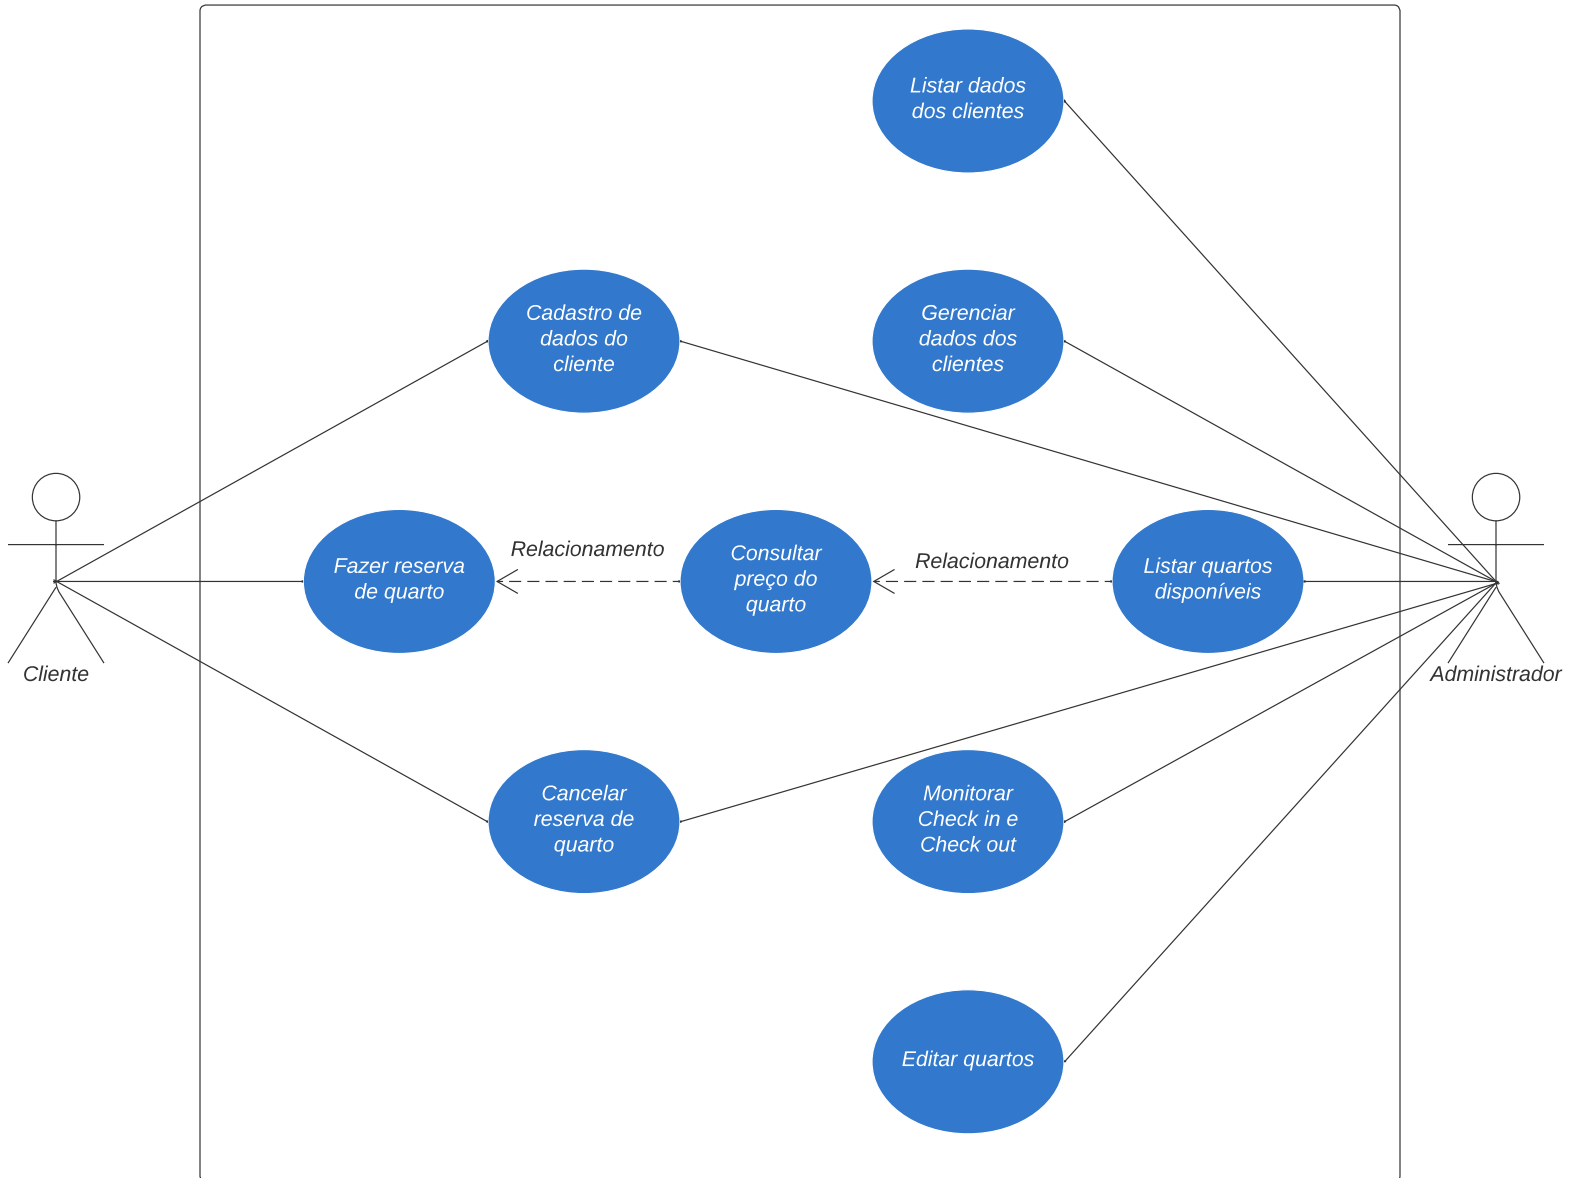 Listar dados
dos clientes
Cadastro de
dados do
cliente
Gerenciar
dados dos
clientes
Fazer reserva
de quarto
Relacionamento
Consultar
preço do
quarto
Relacionamento
Listar quartos
disponíveis
Cliente
Administrador
Cancelar
reserva de
quarto
Monitorar
Check in e
Check out
Editar quartos